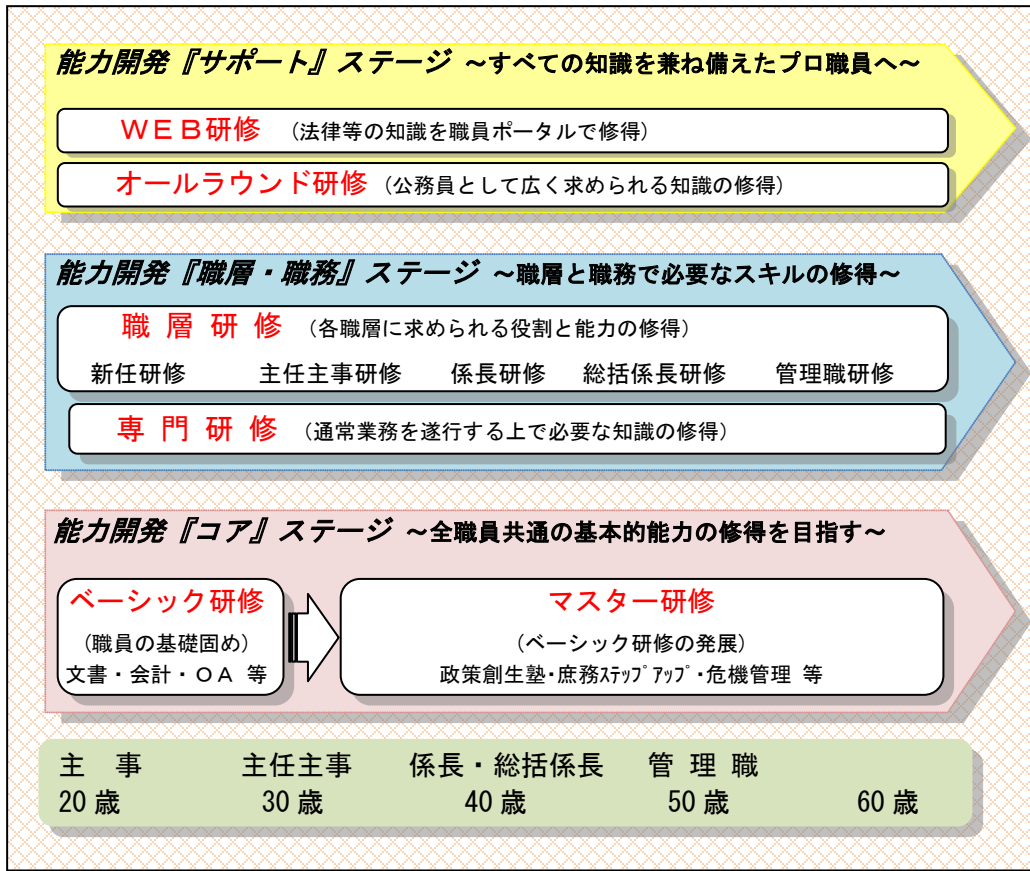 能力開発『サポート』ステージ ～すべての知識を兼ね備えたプロ職員へ～
ＷＥＢ研修 （法律等の知識を職員ポータルで修得）
オールラウンド研修（公務員として広く求められる知識の修得）
能力開発『職層・職務』ステージ ～職層と職務で必要なスキルの修得～
職 層 研 修 （各職層に求められる役割と能力の修得）
新任研修 主任主事研修 係長研修 総括係長研修 管理職研修
専 門 研 修 （通常業務を遂行する上で必要な知識の修得）
能力開発『コア』ステージ ～全職員共通の基本的能力の修得を目指す～
ベーシック研修
（職員の基礎固め）
文書・会計・ＯＡ 等
マスター研修
（ベーシック研修の発展）
政策創生塾・庶務ｽﾃｯﾌﾟｱｯﾌﾟ・危機管理 等
主 事 主任主事 係長・総括係長 管 理 職
20 歳 30 歳 40 歳 50 歳 60 歳